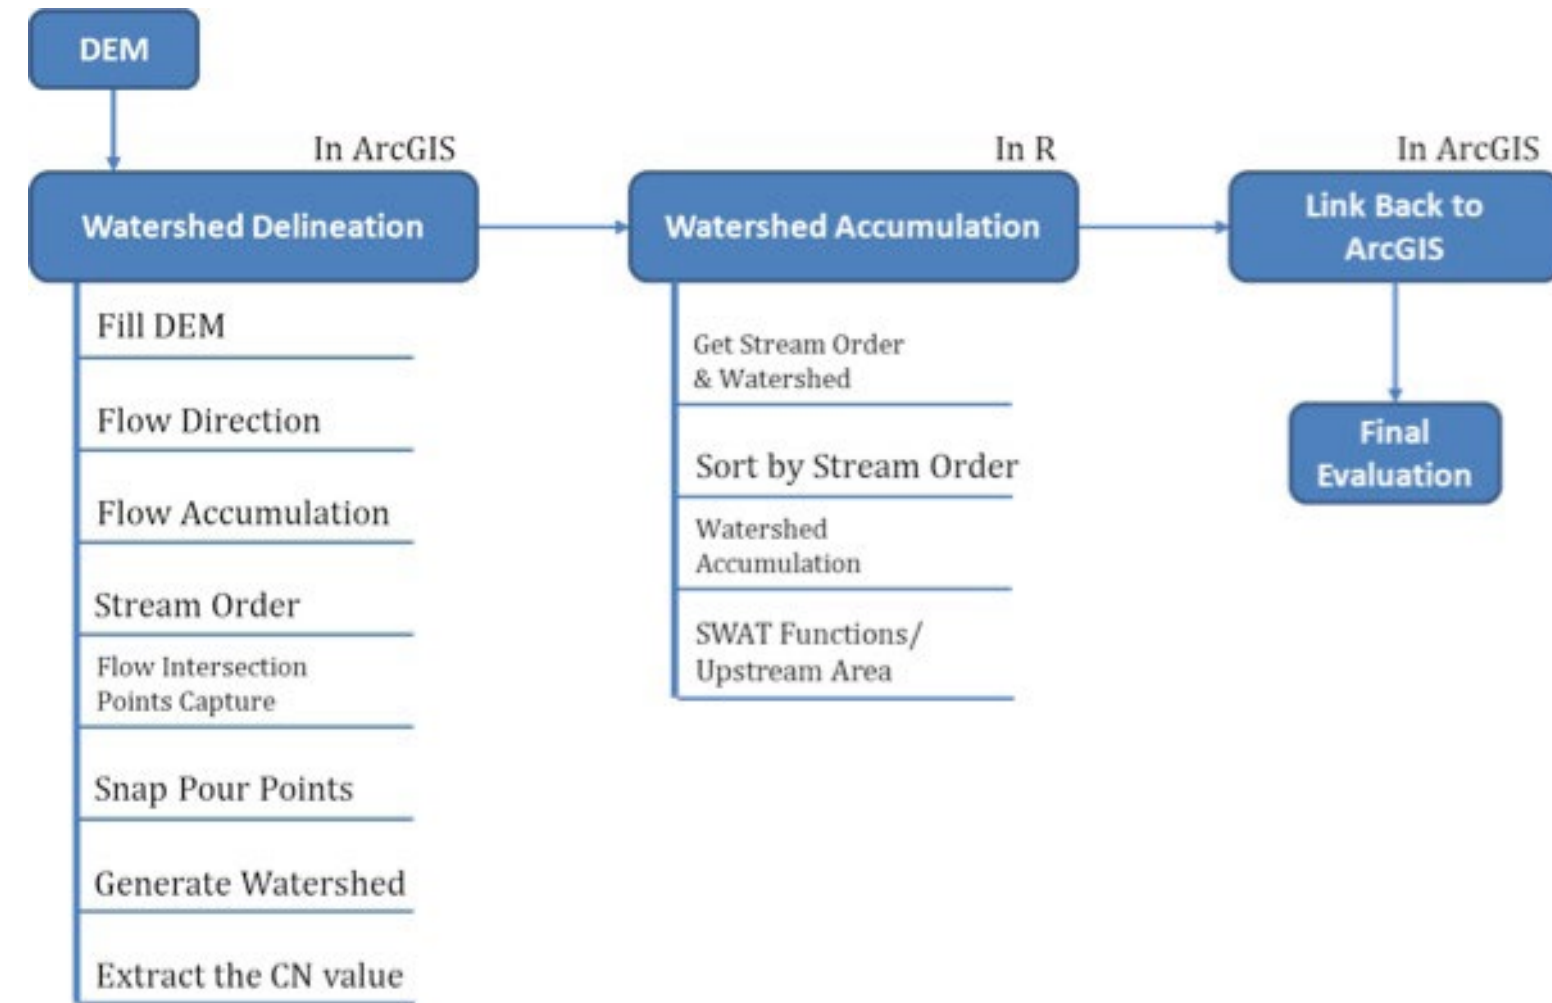 DEM
In ArcGIS
Watershed Delineation
Fill DEM
Flow Direction
Flow Accumulation
Stream Order
Flow Intersection
Points Capture
Snap Pour Points
Generate Watershed
Extract the CN value
In R
Watershed Accumulation
Get Stream Order
& Watershed
Sort by Stream Order
Watershed
Accumulation
SWAT Functions/
Upstream Area
In ArcGIS
Link Back to
ArcGIS
Final
Evaluation